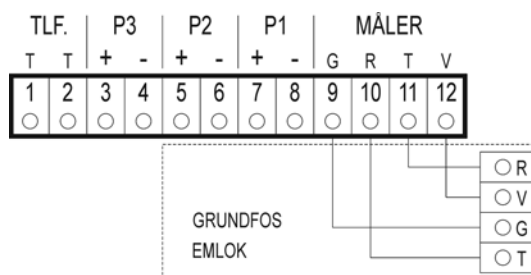 TLF. P3 P2 P1 MÅLER
T T + - + - + - G R T V
1 2 3 4 5 6 7 8 9 10 11 12
R
V
GRUNDFOS G
EMLOK T